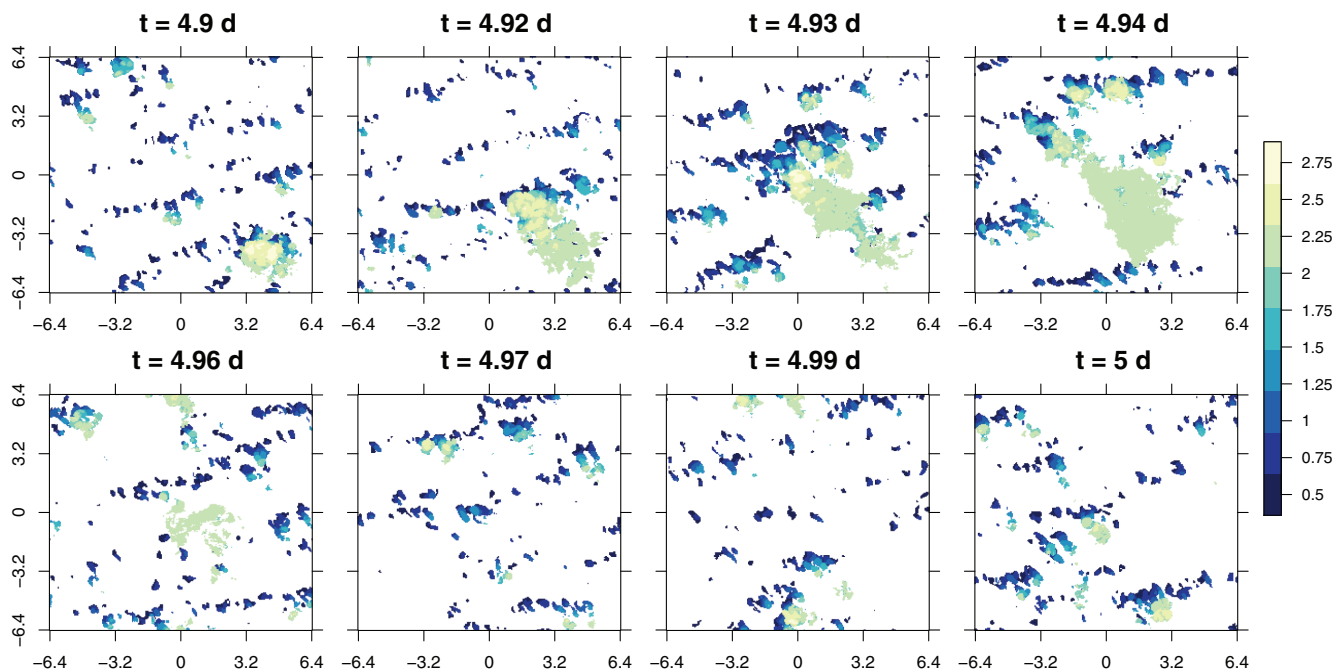 t = 4.9 d
t = 4.92 d
t = 4.93 d
t = 4.94 d
6.4
3.2
0
−3.2
−6.4
−6.4 −3.2 0 3.2 6.4
−6.4 −3.2 0 3.2 6.4
−6.4 −3.2 0 3.2 6.4
−6.4 −3.2 0 3.2 6.4
t = 4.96 d
t = 4.97 d
t = 4.99 d
t = 5 d
6.4
3.2
0
−3.2
−6.4
−6.4 −3.2 0 3.2 6.4
−6.4 −3.2 0 3.2 6.4
−6.4 −3.2 0 3.2 6.4
−6.4 −3.2 0 3.2 6.4
2.75
2.5
2.25
2
1.75
1.5
1.25
1
0.75
0.5